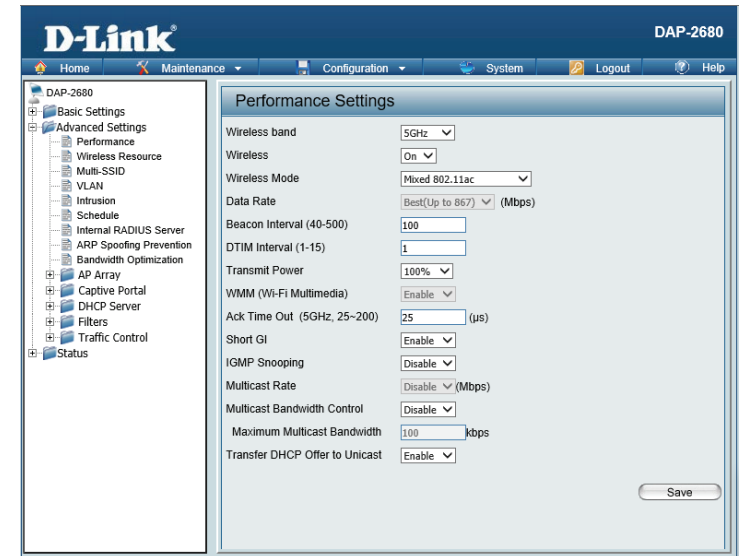 D-Link®
DAP-2680
Home Maintenance Configuration System Logout Help
DAP-2680
Basic Settings
Advanced Settings
Performance
Wireless Resource
Multi-SSID
VLAN
Intrusion
Schedule
Internal RADIUS Server
ARP Spoofing Prevention
Bandwidth Optimization
AP Array
Captive Portal
DHCP Server
Filters
Traffic Control
Status
Performance Settings
Wireless band 5GHz
Wireless On
Wireless Mode Mixed 802.11ac
Data Rate Best(Up to 867) (Mbps)
Beacon Interval (40-500) 100
DTIM Interval (1-15) 1
Transmit Power 100%
WMM (Wi-Fi Multimedia) Enable
Ack Time Out (5GHz, 25~200) 25 (μs)
Short GI Enable
IGMP Snooping Disable
Multicast Rate Disable (Mbps)
Multicast Bandwidth Control Disable
Maximum Multicast Bandwidth 100 kbps
Transfer DHCP Offer to Unicast Enable
Save